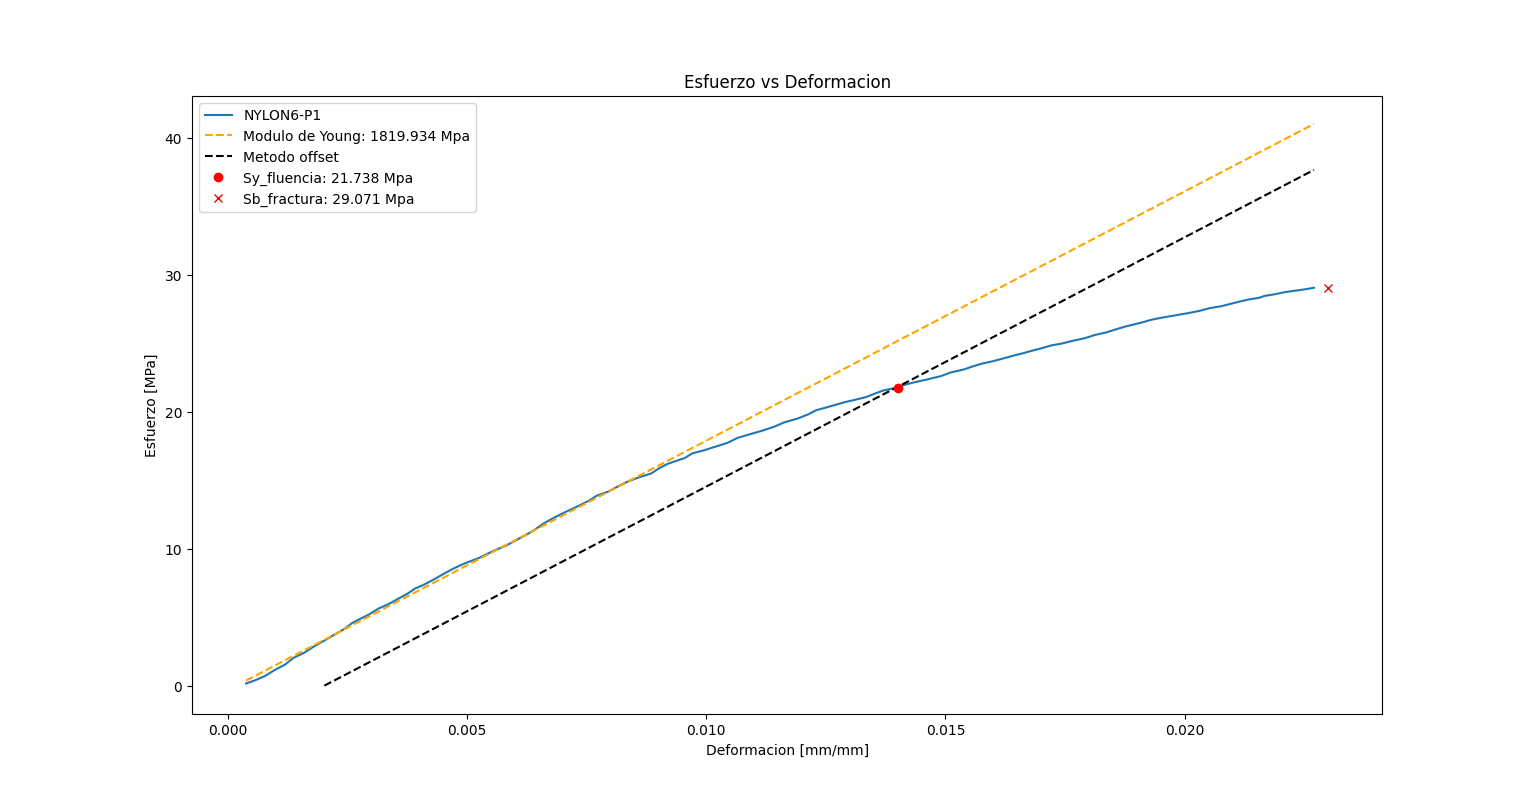 Esfuerzo vs Deformacion
NYLON6-P1
Modulo de Young: 1819.934 Mpa
Metodo offset
Sy_fluencia: 21.738 Mpa
Sb_fractura: 29.071 Mpa
40
30
20
10
0
Esfuerzo [MPa]
0.000 0.005 0.010 0.015 0.020
Deformacion [mm/mm]